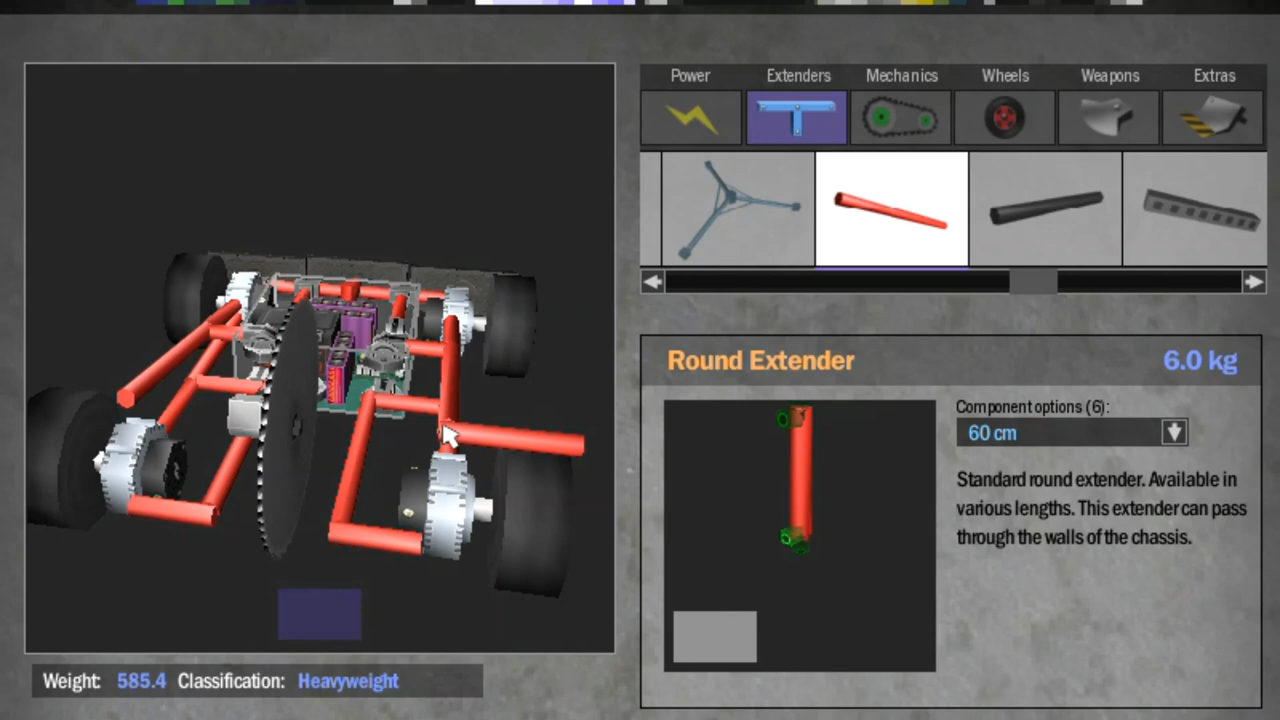 Power Extenders Mechanics Wheels Weapons Extras
Round Extender 6.0 kg
Component options (6):
60 cm
Standard round extender. Available in
various lengths. This extender can pass
through the walls of the chassis.
Weight: 585.4 Classification: Heavyweight